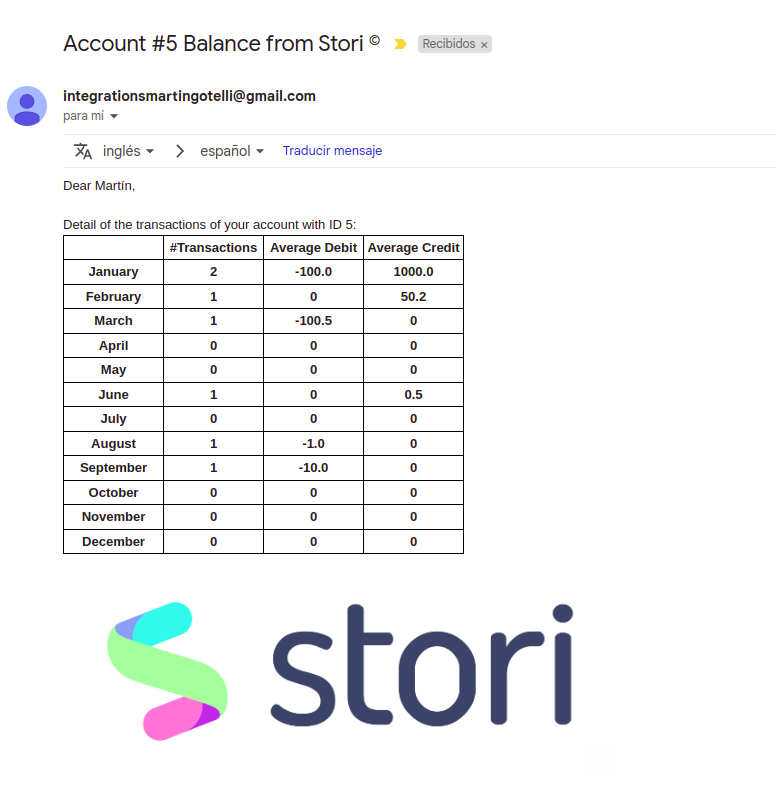 Account #5 Balance from Stori ©
Recibidos ×
integrationsmartingotelli@gmail.com
para mí
inglés español Traducir mensaje
Dear Martín,
Detail of the transactions of your account with ID 5:
#Transactions Average Debit Average Credit
January 2 -100.0 1000.0
February 1 0 50.2
March 1 -100.5 0
April 0 0 0
May 0 0 0
June 1 0 0.5
July 0 0 0
August 1 -1.0 0
September 1 -10.0 0
October 0 0 0
November 0 0 0
December 0 0 0
stori